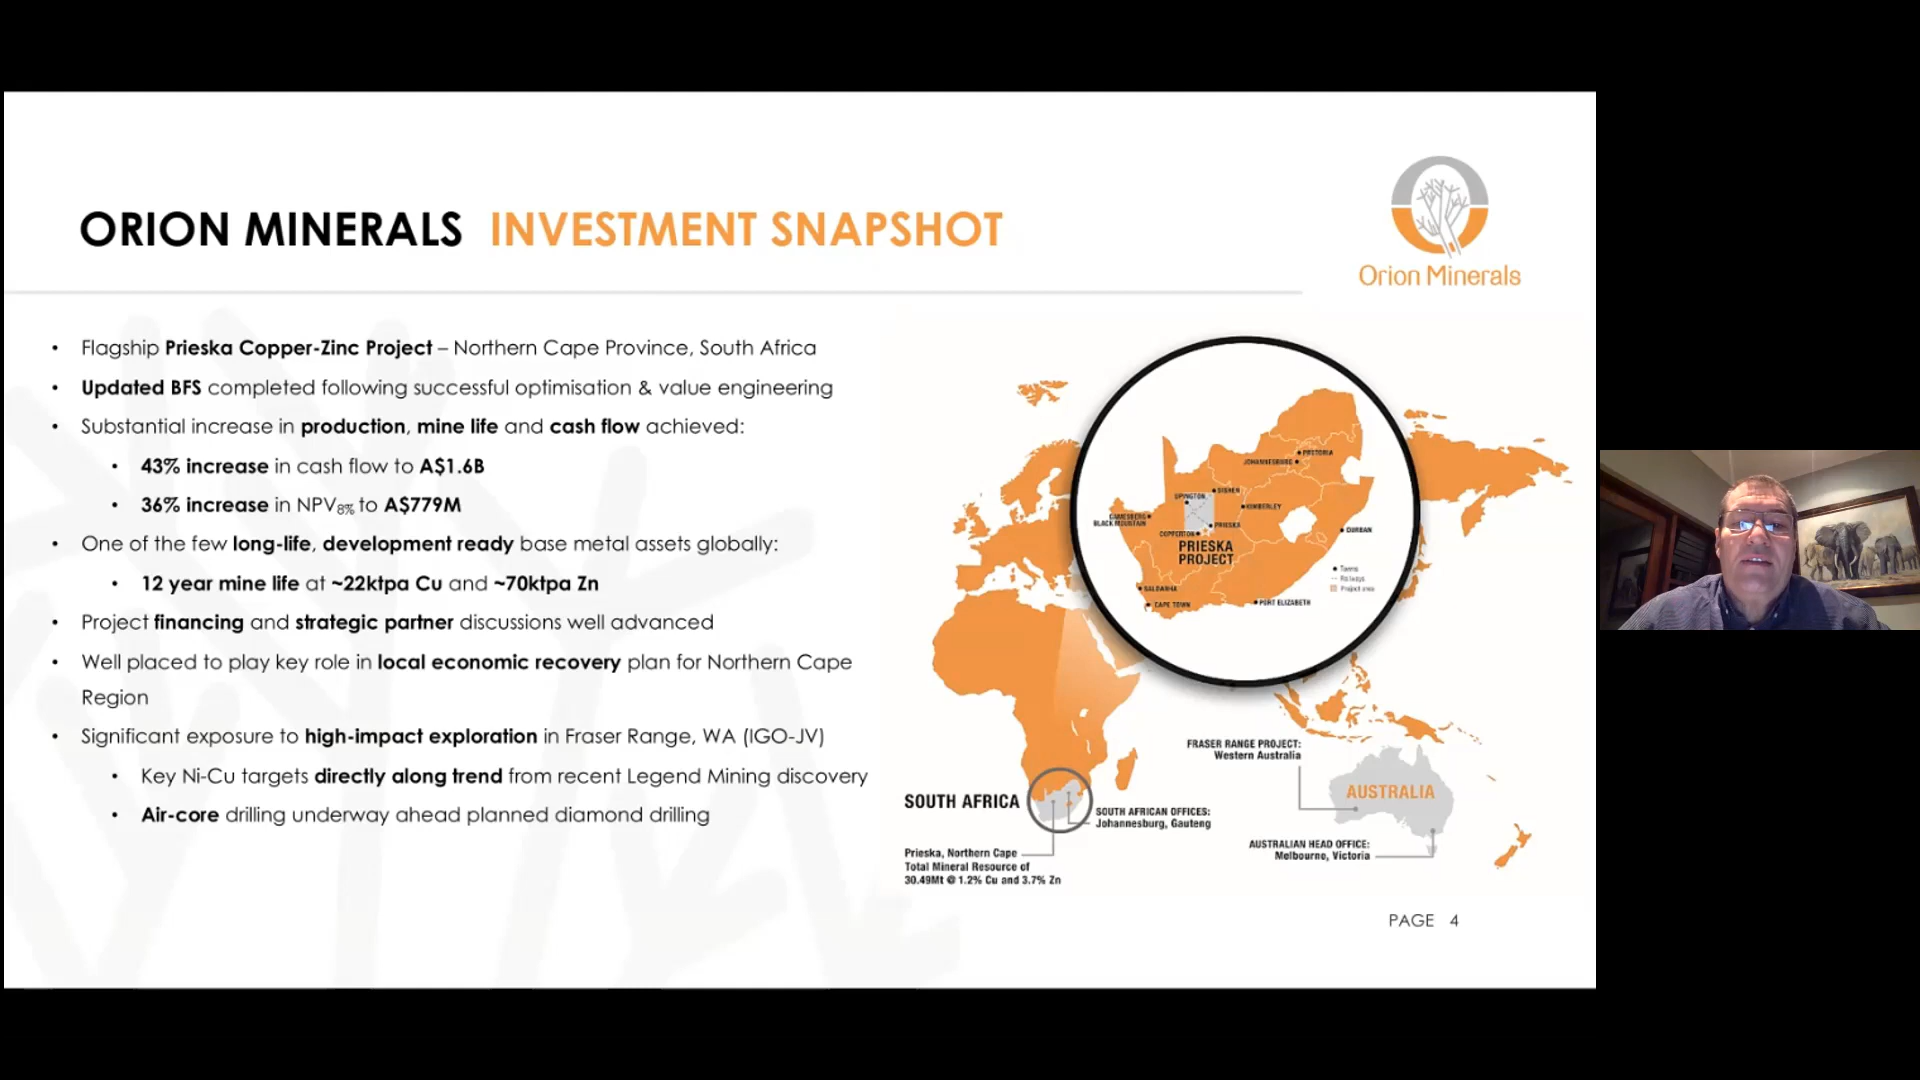 ORION MINERALS INVESTMENT SNAPSHOT
Orion Minerals
• Flagship Prieska Copper-Zinc Project – Northern Cape Province, South Africa
• Updated BFS completed following successful optimisation & value engineering
• Substantial increase in production, mine life and cash flow achieved:
• 43% increase in cash flow to A$1.6B
• 36% increase in NPV8% to A$779M
• One of the few long-life, development ready base metal assets globally:
• 12 year mine life at ~22ktpa Cu and ~70ktpa Zn
• Project financing and strategic partner discussions well advanced
• Well placed to play key role in local economic recovery plan for Northern Cape
Region
• Significant exposure to high-impact exploration in Fraser Range, WA (IGO-JV)
• Key Ni-Cu targets directly along trend from recent Legend Mining discovery
• Air-core drilling underway ahead planned diamond drilling
PRETORIA
JOHANNESBURG
SISHEN
UPINGTON
KIMBERLEY
GAMSBERG
BLACK MOUNTAIN
PRIESKA
DURBAN
COPPERTON
PRIESKA
PROJECT
Towns
Railways
Project area
SALDANHA
CAPE TOWN
PORT ELIZABETH
FRASER RANGE PROJECT:
Western Australia
AUSTRALIA
SOUTH AFRICA
SOUTH AFRICAN OFFICES:
Johannesburg, Gauteng
AUSTRALIAN HEAD OFFICE:
Melbourne, Victoria
Prieska, Northern Cape
Total Mineral Resource of
30.49Mt @ 1.2% Cu and 3.7% Zn
PAGE 4